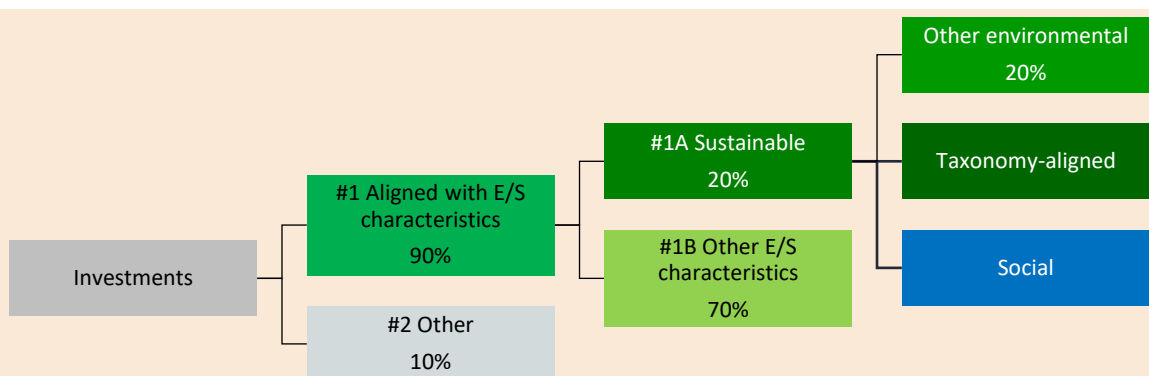 Investments
#1 Aligned with E/S
characteristics
90%
#2 Other
10%
#1A Sustainable
20%
#1B Other E/S
characteristics
70%
Other environmental
20%
Taxonomy-aligned
Social